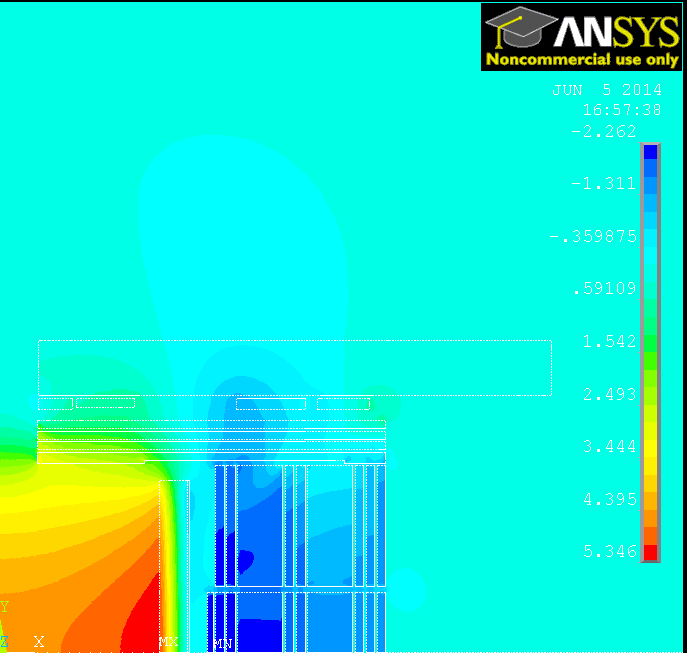 ANSYS
Noncommercial use only
JUN 5 2014
16:57:38
-2.262
-1.311
-.359875
.59109
1.542
2.493
3.444
4.395
5.346
Y
Z X MX MN